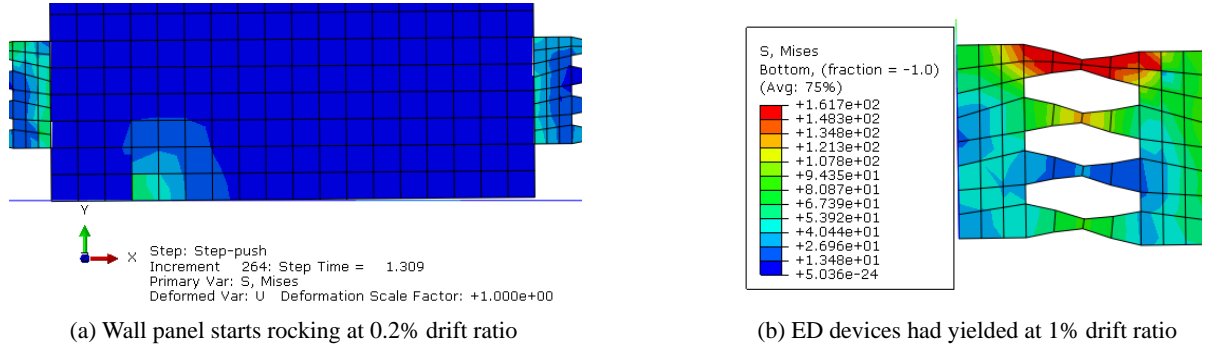 Y
X
Step: Step-push
Increment 264: Step Time = 1.309
Primary Var: S, Mises
Deformed Var: U Deformation Scale Factor: +1.000e+00
(a) Wall panel starts rocking at 0.2% drift ratio
S, Mises
Bottom, (fraction = -1.0)
(Avg: 75%)
+1.617e+02
+1.483e+02
+1.348e+02
+1.213e+02
+1.078e+02
+9.435e+01
+8.087e+01
+6.739e+01
+5.392e+01
+4.044e+01
+2.696e+01
+1.348e+01
+5.036e-24
(b) ED devices had yielded at 1% drift ratio